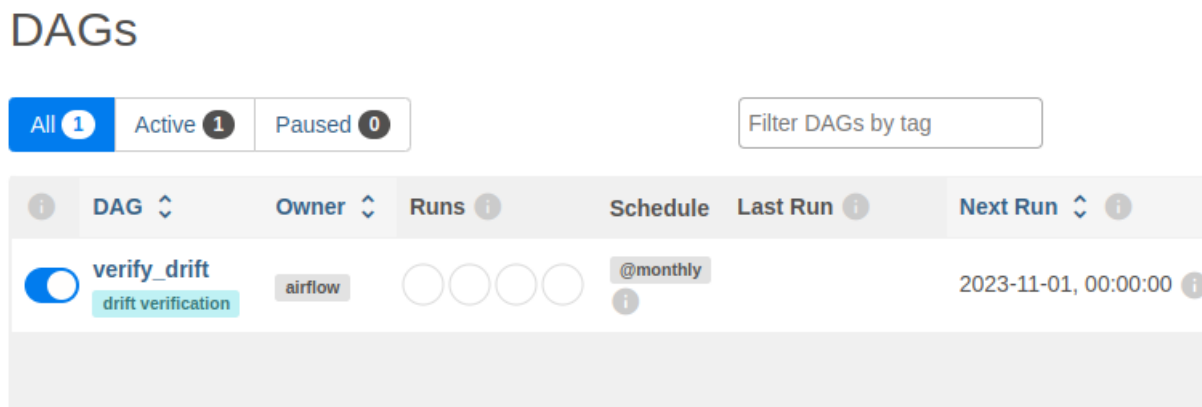 DAGs
All 1 Active 1 Paused 0 Filter DAGs by tag
DAG Owner Runs Schedule Last Run Next Run
verify_drift airflow @monthly 2023-11-01, 00:00:00
drift verification